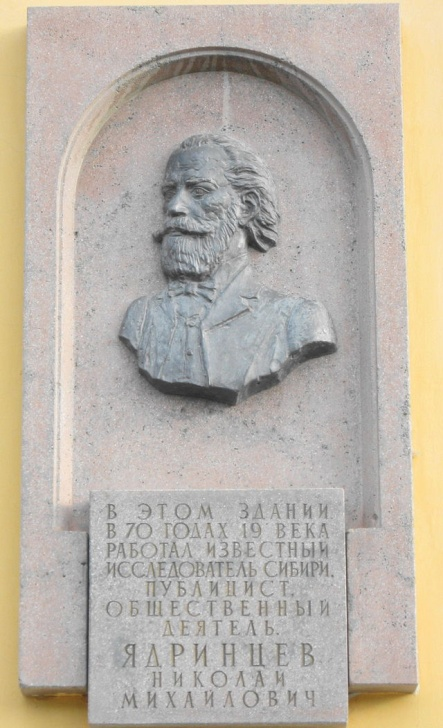 В ЭТОМ ЗДАНИИ
В 70 ГОДАХ 19 ВЕКА
РАБОТАЛ ИЗВЕСТНЫЙ
ИССЛЕДОВАТЕЛЬ СИБИРИ,
ПУБЛИЦИСТ,
ОБЩЕСТВЕННЫЙ
ДЕЯТЕЛЬ.
ЯДРИНЦЕВ
НИКОЛАЙ
МИХАЙЛОВИЧ